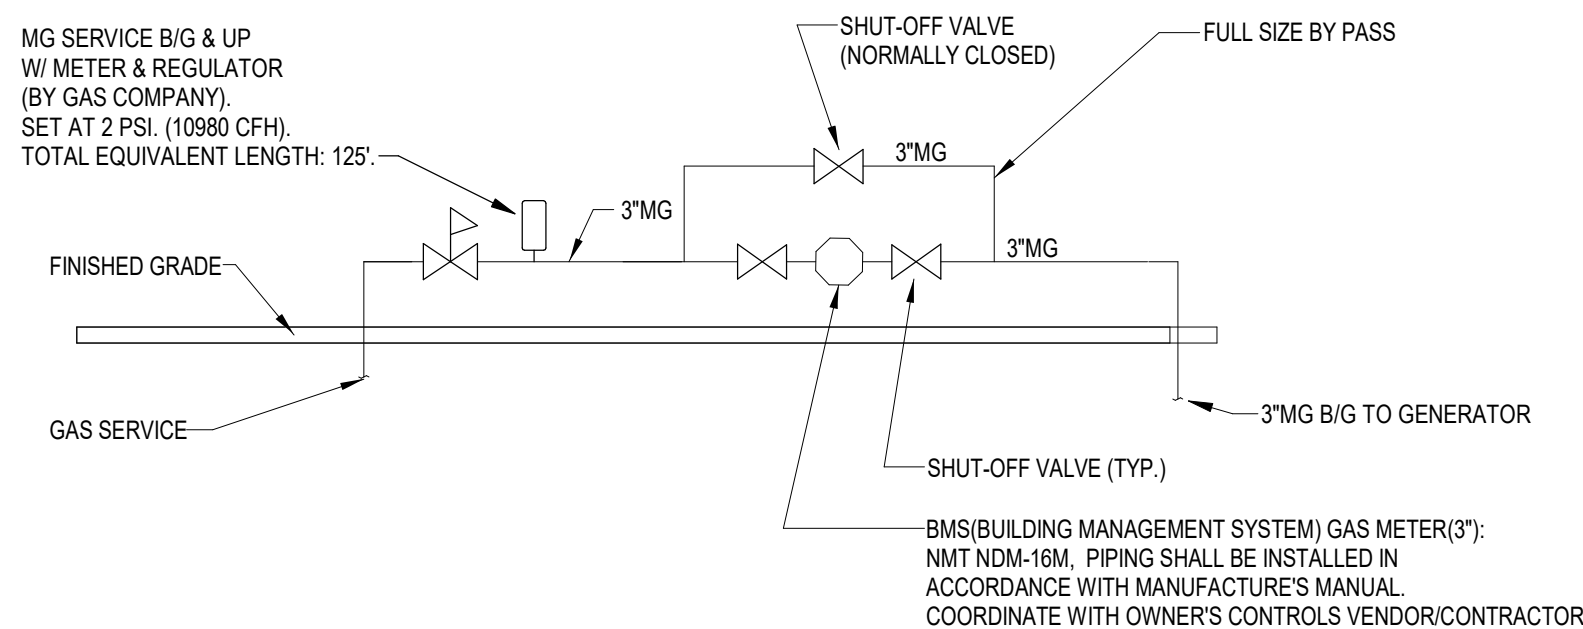 MG SERVICE B/G & UP
W/ METER & REGULATOR
(BY GAS COMPANY).
SET AT 2 PSI. (10980 CFH).
TOTAL EQUIVALENT LENGTH: 125'.
SHUT-OFF VALVE
(NORMALLY CLOSED)
FULL SIZE BY PASS
3"MG
3"MG
3"MG
FINISHED GRADE
GAS SERVICE
3"MG B/G TO GENERATOR
SHUT-OFF VALVE (TYP.)
BMS(BUILDING MANAGEMENT SYSTEM) GAS METER(3"):
NMT NDM-16M, PIPING SHALL BE INSTALLED IN
ACCORDANCE WITH MANUFACTURE'S MANUAL.
COORDINATE WITH OWNER'S CONTROLS VENDOR/CONTRACTOR